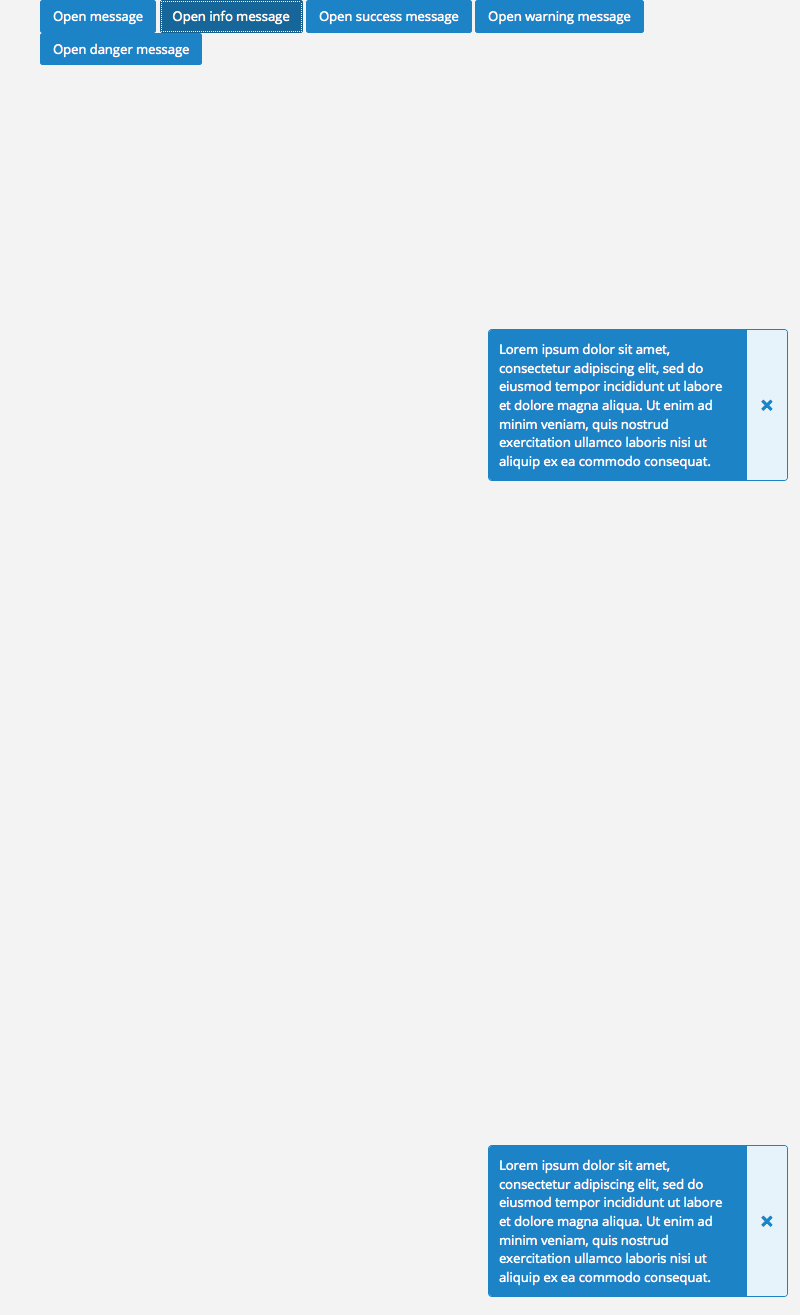 Open message
Open info message
Open success message
Open warning message
Open danger message
Lorem ipsum dolor sit amet,
consectetur adipiscing elit, sed do
eiusmod tempor incididunt ut labore
et dolore magna aliqua. Ut enim ad
minim veniam, quis nostrud
exercitation ullamco laboris nisi ut
aliquip ex ea commodo consequat.
Lorem ipsum dolor sit amet,
consectetur adipiscing elit, sed do
eiusmod tempor incididunt ut labore
et dolore magna aliqua. Ut enim ad
minim veniam, quis nostrud
exercitation ullamco laboris nisi ut
aliquip ex ea commodo consequat.